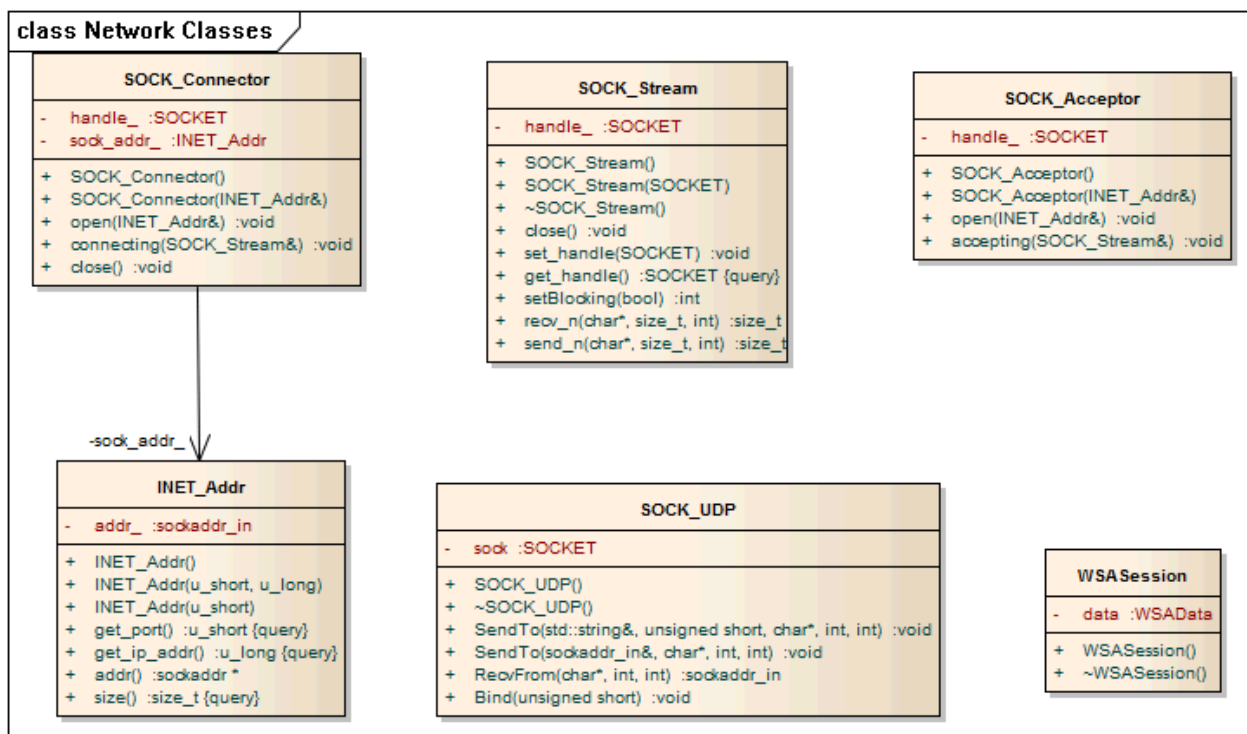 class Network Classes
SOCK_Connector
- handle_ :SOCKET
- sock_addr_ :INET_Addr
+ SOCK_Connector()
+ SOCK_Connector(INET_Addr&)
+ open(INET_Addr&) :void
+ connecting(SOCK_Stream&) :void
+ close() :void
SOCK_Stream
- handle_ :SOCKET
+ SOCK_Stream()
+ SOCK_Stream(SOCKET)
+ ~SOCK_Stream()
+ close() :void
+ set_handle(SOCKET) :void
+ get_handle() :SOCKET {query}
+ setBlocking(bool) :int
+ recv_n(char*, size_t, int) :size_t
+ send_n(char*, size_t, int) :size_t
SOCK_Acceptor
- handle_ :SOCKET
+ SOCK_Acceptor()
+ SOCK_Acceptor(INET_Addr&)
+ open(INET_Addr&) :void
+ accepting(SOCK_Stream&) :void
-sock_addr_
INET_Addr
- addr_ :sockaddr_in
+ INET_Addr()
+ INET_Addr(u_short, u_long)
+ INET_Addr(u_short)
+ get_port() :u_short {query}
+ get_ip_addr() :u_long {query}
+ addr() :sockaddr *
+ size() :size_t {query}
SOCK_UDP
- sock :SOCKET
+ SOCK_UDP()
+ ~SOCK_UDP()
+ SendTo(std::string&, unsigned short, char*, int, int) :void
+ SendTo(sockaddr_in&, char*, int, int) :void
+ RecvFrom(char*, int, int) :sockaddr_in
+ Bind(unsigned short) :void
WSASession
- data :WSAData
+ WSASession()
+ ~WSASession()